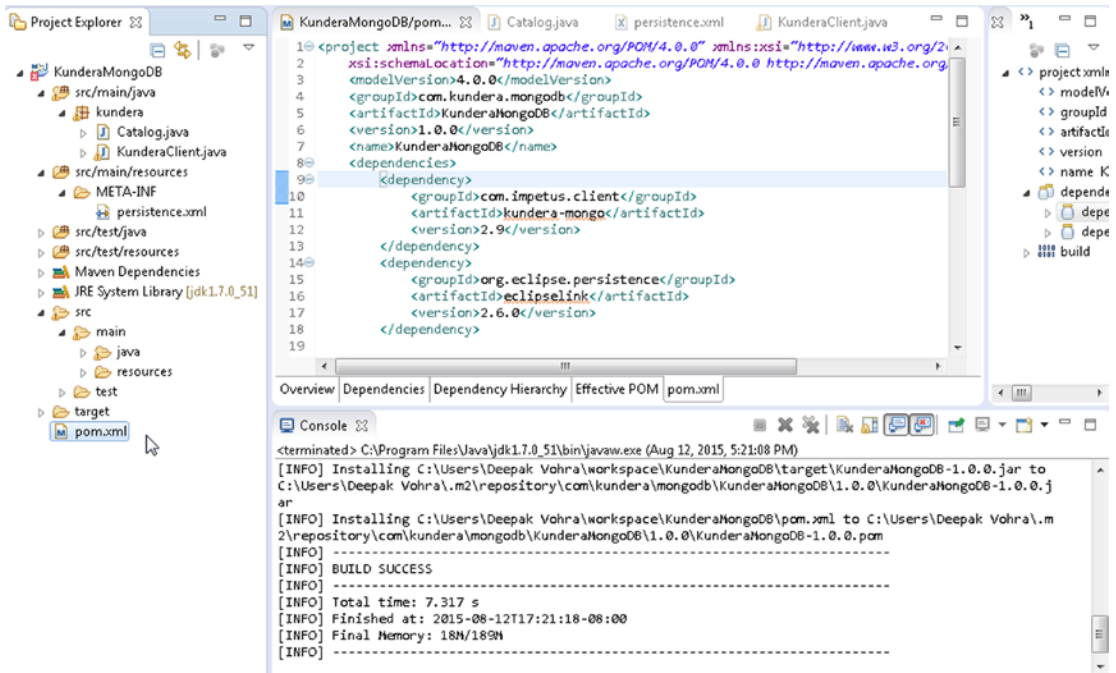 Project Explorer
KunderaMongoDB
src/main/java
kundera
Catalog.java
KunderaClient.java
src/main/resources
META-INF
persistence.xml
src/test/java
src/test/resources
Maven Dependencies
JRE System Library [jdk1.7.0_51]
src
main
java
resources
test
target
pom.xml
KunderaMongoDB/pom... Catalog.java persistence.xml KunderaClient.java
1 <project xmlns="http://maven.apache.org/POM/4.0.0" xmlns:xsi="http://www.w3.org/2
2 xsi:schemaLocation="http://maven.apache.org/POM/4.0.0 http://maven.apache.org,
3 <modelVersion>4.0.0</modelVersion>
4 <groupId>com.kundera.mongodb</groupId>
5 <artifactId>KunderaMongoDB</artifactId>
6 <version>1.0.0</version>
7 <name>KunderaMongoDB</name>
8 <dependencies>
9 <dependency>
10 <groupId>com.impetus.client</groupId>
11 <artifactId>kundera-mongo</artifactId>
12 <version>2.9</version>
13 </dependency>
14 <dependency>
15 <groupId>org.eclipse.persistence</groupId>
16 <artifactId>eclipselink</artifactId>
17 <version>2.6.0</version>
18 </dependency>
19
Overview Dependencies Dependency Hierarchy Effective POM pom.xml
»1
project xmlns
modelVe
groupId
artifactId
version
name K
depende
depe
depe
build
Console
<terminated> C:\Program Files\Java\jdk1.7.0_51\bin\javaw.exe (Aug 12, 2015, 5:21:08 PM)
[INFO] Installing C:\Users\Deepak Vohra\workspace\KunderaMongoDB\target\KunderaMongoDB-1.0.0.jar to
C:\Users\Deepak Vohra\.m2\repository\com\kundera\mongodb\KunderaMongoDB\1.0.0\KunderaMongoDB-1.0.0.j
ar
[INFO] Installing C:\Users\Deepak Vohra\workspace\KunderaMongoDB\pom.xml to C:\Users\Deepak Vohra\.m
2\repository\com\kundera\mongodb\KunderaMongoDB\1.0.0\KunderaMongoDB-1.0.0.pom
[INFO] ------------------------------------------------------------------------
[INFO] BUILD SUCCESS
[INFO] ------------------------------------------------------------------------
[INFO] Total time: 7.317 s
[INFO] Finished at: 2015-08-12T17:21:18-08:00
[INFO] Final Memory: 18M/189M
[INFO] ------------------------------------------------------------------------